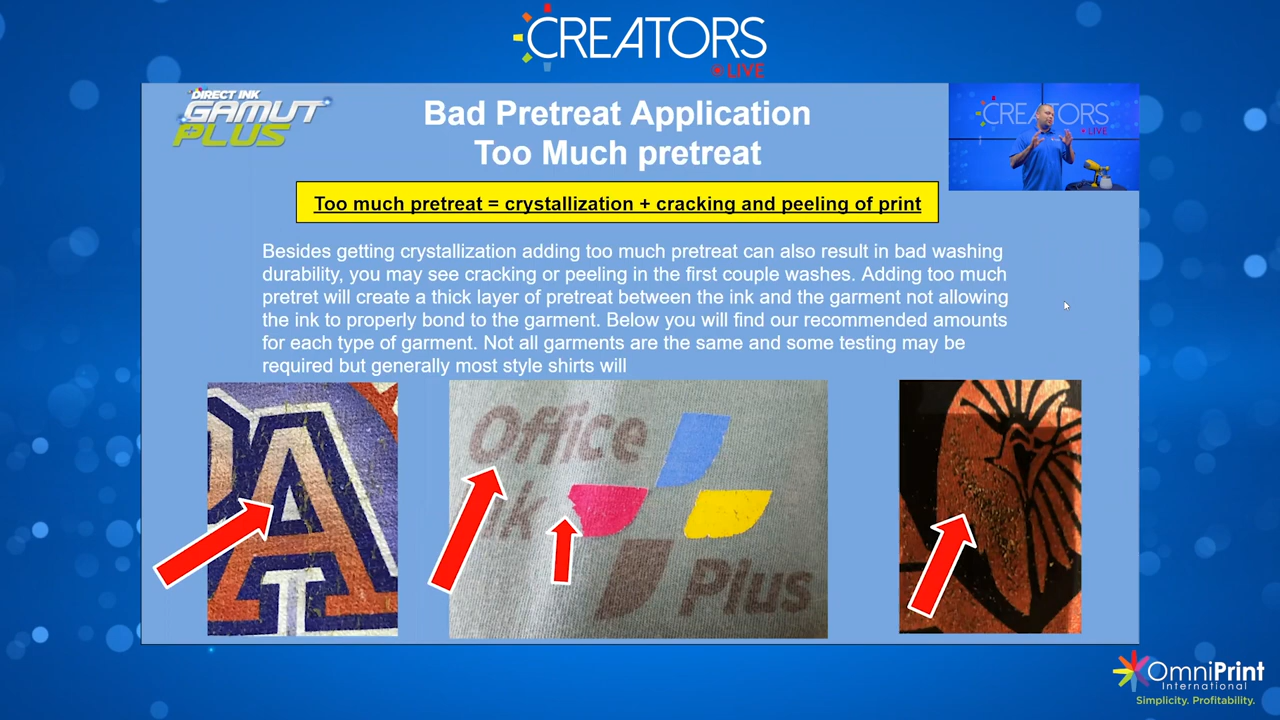 CREATORS
LIVE
DIRECT INK
GAMUT
PLUS
Bad Pretreat Application
Too Much pretreat
CREATORS
LIVE
Too much pretreat = crystallization + cracking and peeling of print
Besides getting crystallization adding too much pretreat can also result in bad washing
durability, you may see cracking or peeling in the first couple washes. Adding too much
pretret will create a thick layer of pretreat between the ink and the garment not allowing
the ink to properly bond to the garment. Below you will find our recommended amounts
for each type of garment. Not all garments are the same and some testing may be
required but generally most style shirts will
A
Office
Ink
Plus
OmniPrint
International
Simplicity. Profitability.